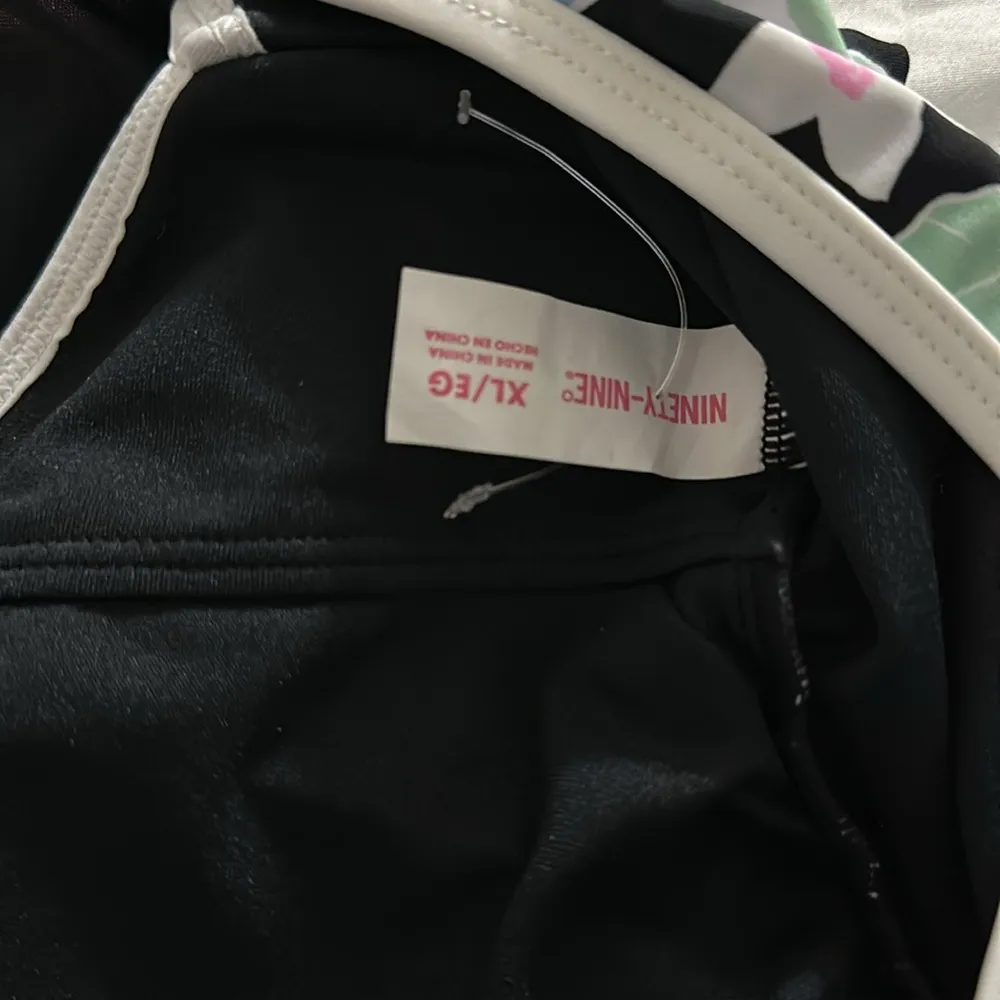 NINETY-NINE®
XL/EG
MADE IN CHINA
HECHO EN CHINA